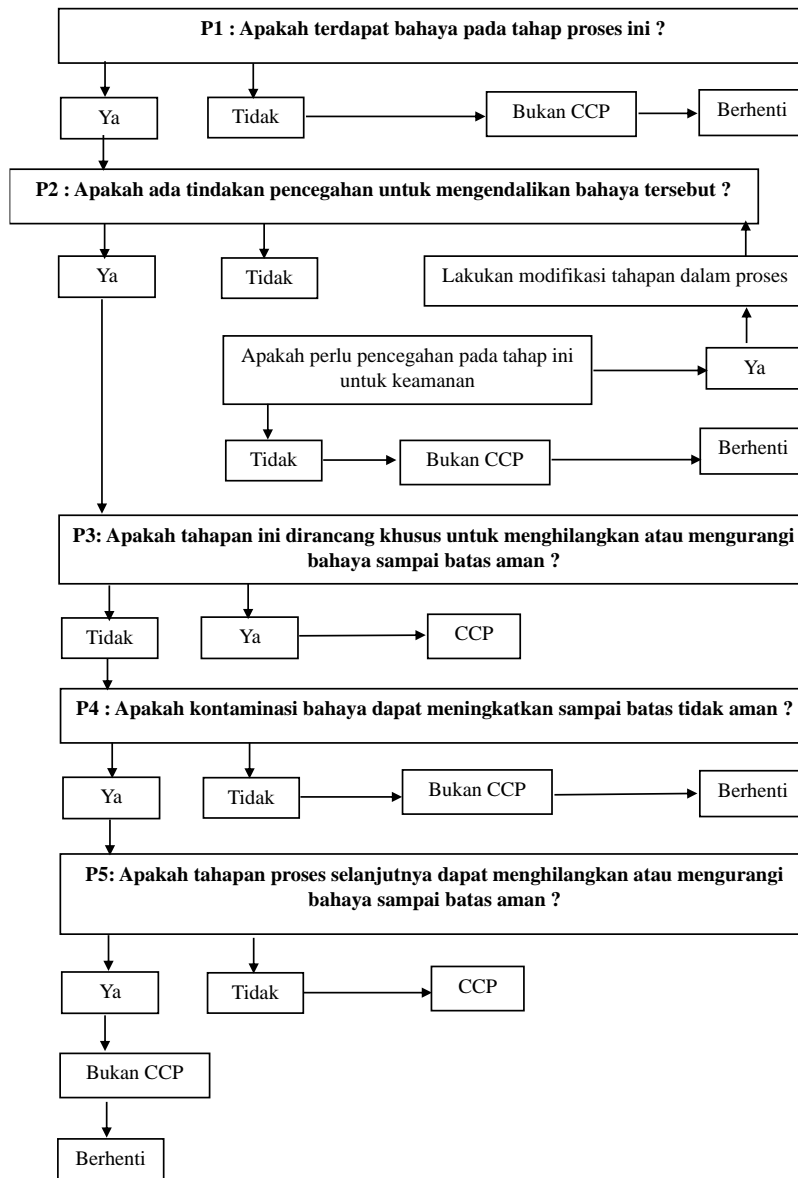 P1 : Apakah terdapat bahaya pada tahap proses ini ?
Ya
Tidak
Bukan CCP
Berhenti
P2 : Apakah ada tindakan pencegahan untuk mengendalikan bahaya tersebut ?
Ya
Tidak
Lakukan modifikasi tahapan dalam proses
Apakah perlu pencegahan pada tahap ini
untuk keamanan
Ya
Tidak
Bukan CCP
Berhenti
P3: Apakah tahapan ini dirancang khusus untuk menghilangkan atau mengurangi
bahaya sampai batas aman ?
Tidak
Ya
CCP
P4 : Apakah kontaminasi bahaya dapat meningkatkan sampai batas tidak aman ?
Ya
Tidak
Bukan CCP
Berhenti
P5: Apakah tahapan proses selanjutnya dapat menghilangkan atau mengurangi
bahaya sampai batas aman ?
Ya
Tidak
CCP
Bukan CCP
Berhenti